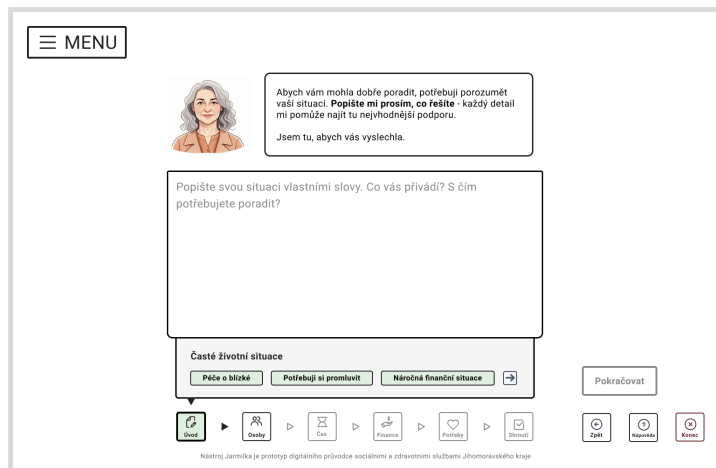 MENU
Abych vám mohla dobře poradit, potřebuji porozumět
vaší situaci. Popište mi prosím, co řešíte - každý detail
mi pomůže najít tu nejvhodnější podporu.
Jsem tu, abych vás vyslechla.
Popište svou situaci vlastními slovy. Co vás přivádí? S čím
potřebujete poradit?
Časté životní situace
Péče o blízké
Potřebuji si promluvit
Náročná finanční situace
Pokračovat
Úvod
Osoby
Čas
Finance
Potřeby
Shrnutí
Zpět
Nápověda
Konec
Nástroj Jarmilka je prototyp digitálního průvodce sociálními a zdravotními službami Jihomoravského kraje